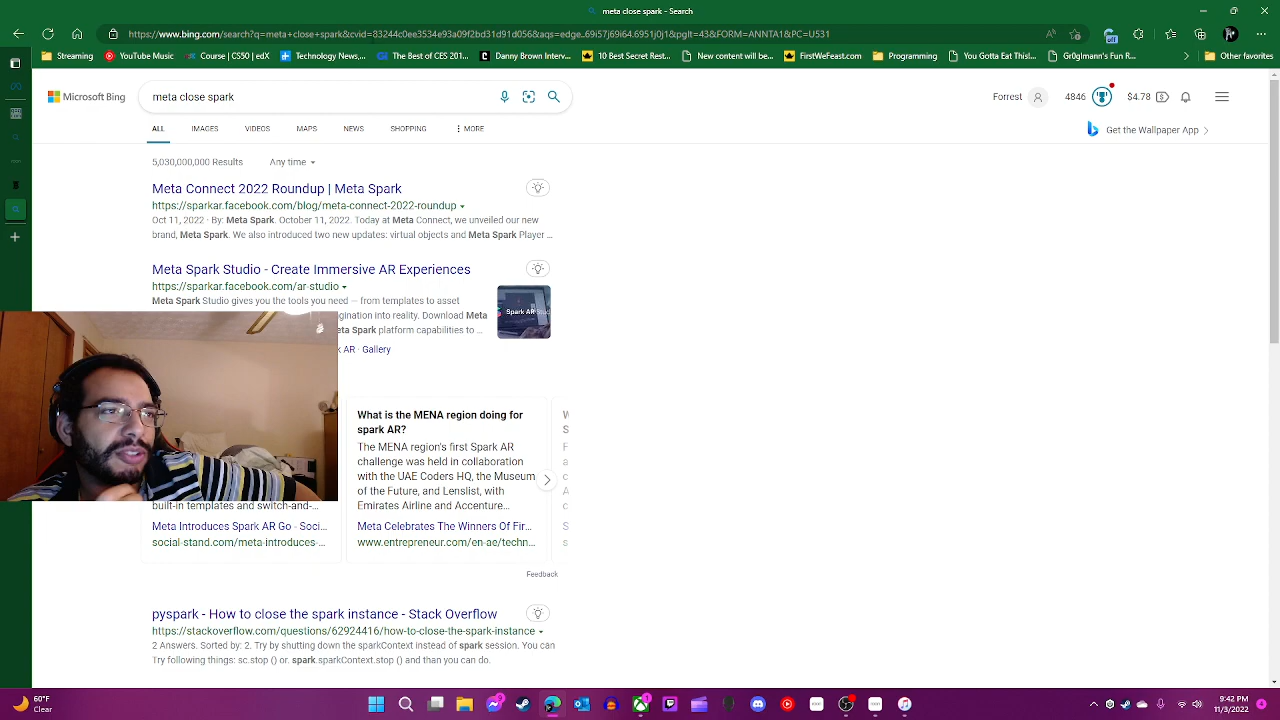 meta close spark - Search
https://www.bing.com/search?q=meta+close+spark&cvid=83244c0ee3534e93a09f2bd31d91d056&aqs=edge..69i57j69i64.6951j0j1&pglt=43&FORM=ANNTA1&PC=U531
Streaming
YouTube Music
Course | CS50 | edX
Technology News,...
The Best of CES 201...
Danny Brown Interv...
10 Best Secret Rest...
New content will be...
FirstWeFeast.com
Programming
You Gotta Eat This:...
Gr0glmann's Fun R...
Other favorites
Microsoft Bing
meta close spark
Forrest
4846
$4.78
ALL
IMAGES
VIDEOS
MAPS
NEWS
SHOPPING
MORE
Get the Wallpaper App
5,030,000,000 Results
Any time
Meta Connect 2022 Roundup | Meta Spark
https://sparkar.facebook.com/blog/meta-connect-2022-roundup
Oct 11, 2022 · By: Meta Spark. October 11, 2022. Today at Meta Connect, we unveiled our new
brand, Meta Spark. We also introduced two new updates: virtual objects and Meta Spark Player ...
Meta Spark Studio - Create Immersive AR Experiences
https://sparkar.facebook.com/ar-studio
Meta Spark Studio gives you the tools you need — from templates to asset
gination into reality. Download Meta
eta Spark platform capabilities to ...
Spark AR Stud
k AR · Gallery
What is the MENA region doing for
spark AR?
The MENA region's first Spark AR
challenge was held in collaboration
with the UAE Coders HQ, the Museum
of the Future, and Lenslist, with
Emirates Airline and Accenture...
built-in templates and switch-and-...
Meta Introduces Spark AR Go - Soci...
social-stand.com/meta-introduces-...
Meta Celebrates The Winners Of Fir...
www.entrepreneur.com/en-ae/techn...
Feedback
pyspark - How to close the spark instance - Stack Overflow
https://stackoverflow.com/questions/62924416/how-to-close-the-spark-instance
2 Answers. Sorted by: 2. Try by shutting down the sparkContext instead of spark session. You can
Try following things: sc.stop () or. spark.sparkContext.stop () and than you can do.
60°F
Clear
9
1
9:42 PM
11/3/2022
4